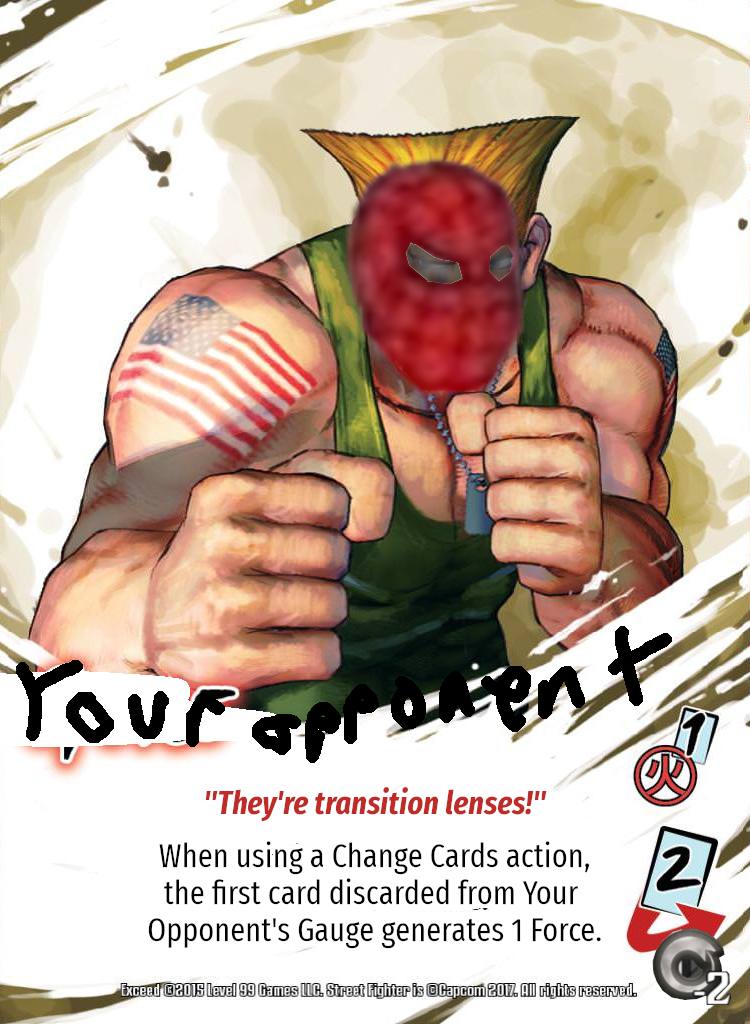 Your opponent
1
火
"They're transition lenses!"
When using a Change Cards action,
the first card discarded from Your
Opponent's Gauge generates 1 Force.
2
-2
Exceed ©2015 Level 99 Games LLC. Street Fighter is ©Capcom 2017. All rights reserved.